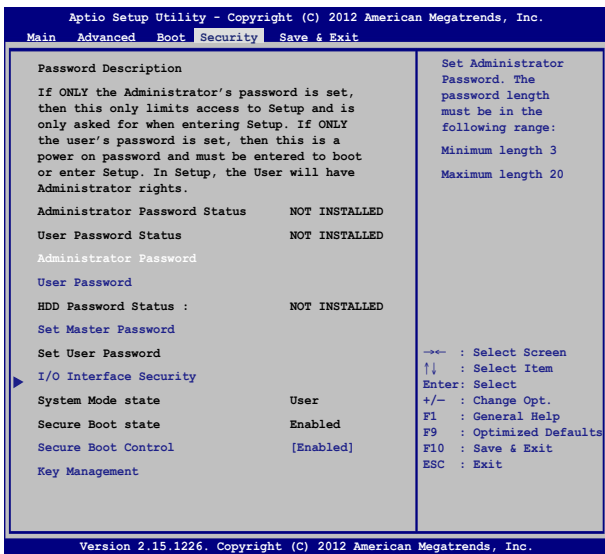 Aptio Setup Utility - Copyright (C) 2012 American Megatrends, Inc.
Main Advanced Boot Security Save & Exit
Password Description
If ONLY the Administrator's password is set,
then this only limits access to Setup and is
only asked for when entering Setup. If ONLY
the user's password is set, then this is a
power on password and must be entered to boot
or enter Setup. In Setup, the User will have
Administrator rights.
Administrator Password Status NOT INSTALLED
User Password Status NOT INSTALLED
Administrator Password
User Password
HDD Password Status : NOT INSTALLED
Set Master Password
Set User Password
I/O Interface Security
System Mode state User
Secure Boot state Enabled
Secure Boot Control [Enabled]
Key Management
Set Administrator
Password. The
password length
must be in the
following range:
Minimum length 3
Maximum length 20
→← : Select Screen
↑↓ : Select Item
Enter: Select
+/— : Change Opt.
F1 : General Help
F9 : Optimized Defaults
F10 : Save & Exit
ESC : Exit
Version 2.15.1226. Copyright (C) 2012 American Megatrends, Inc.